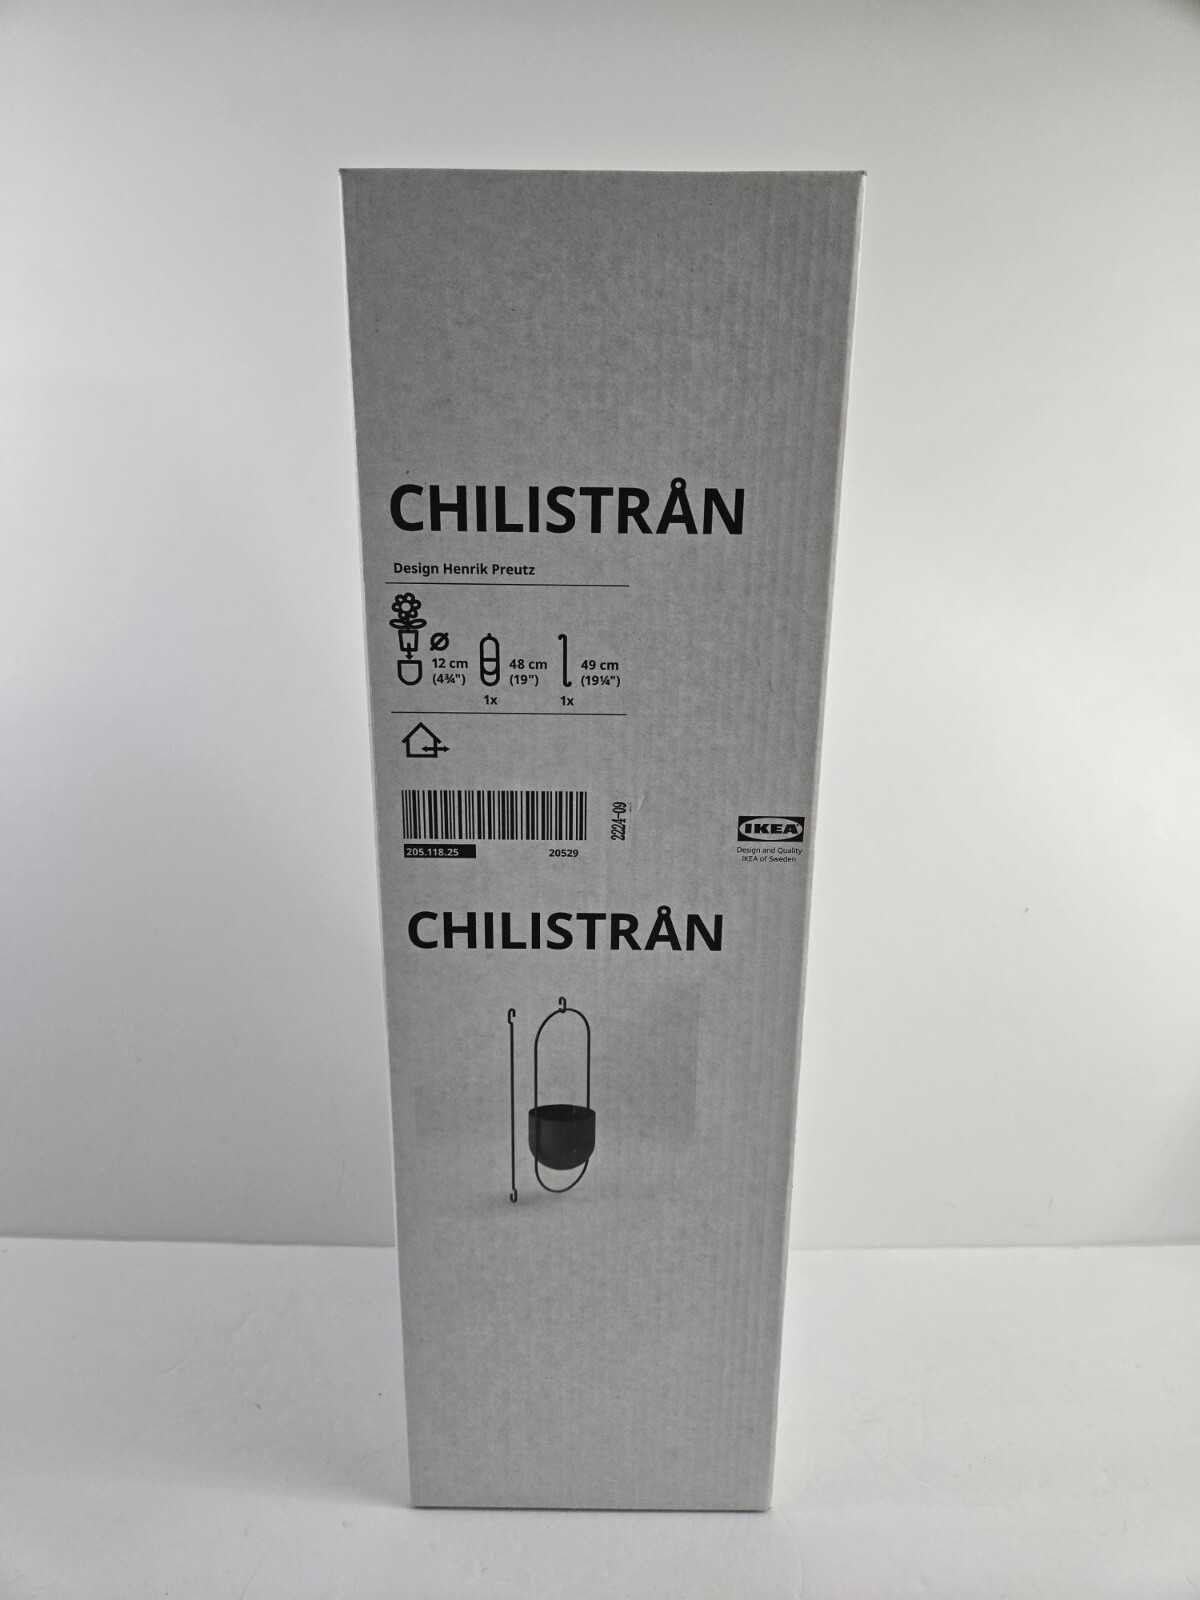 CHILISTRÅN
Design Henrik Preutz
Ø
12 cm
(4¾")
48 cm
(19")
1x
49 cm
(19¼")
1x
205.118.25
20529
2224-09
IKEA
Design and Quality
IKEA of Sweden
CHILISTRÅN